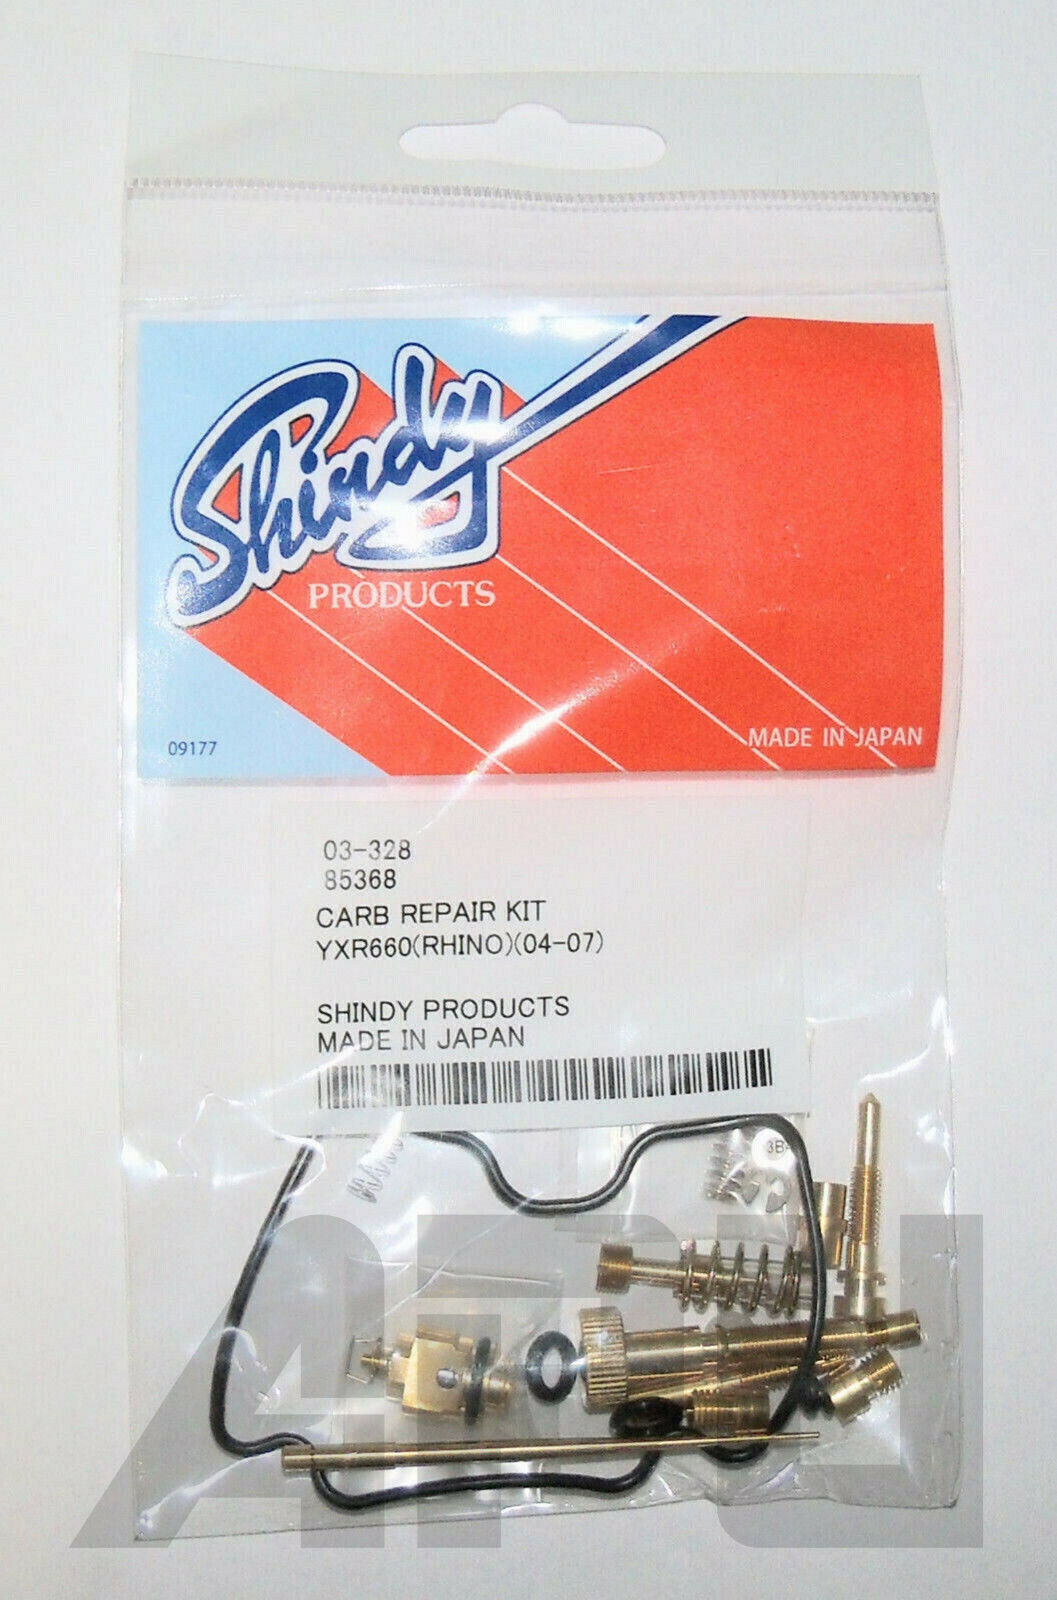 Shindy
PRODUCTS
MADE IN JAPAN
09177
03-328
85368
CARB REPAIR KIT
YXR660(RHINO)(04-07)
SHINDY PRODUCTS
MADE IN JAPAN
APU